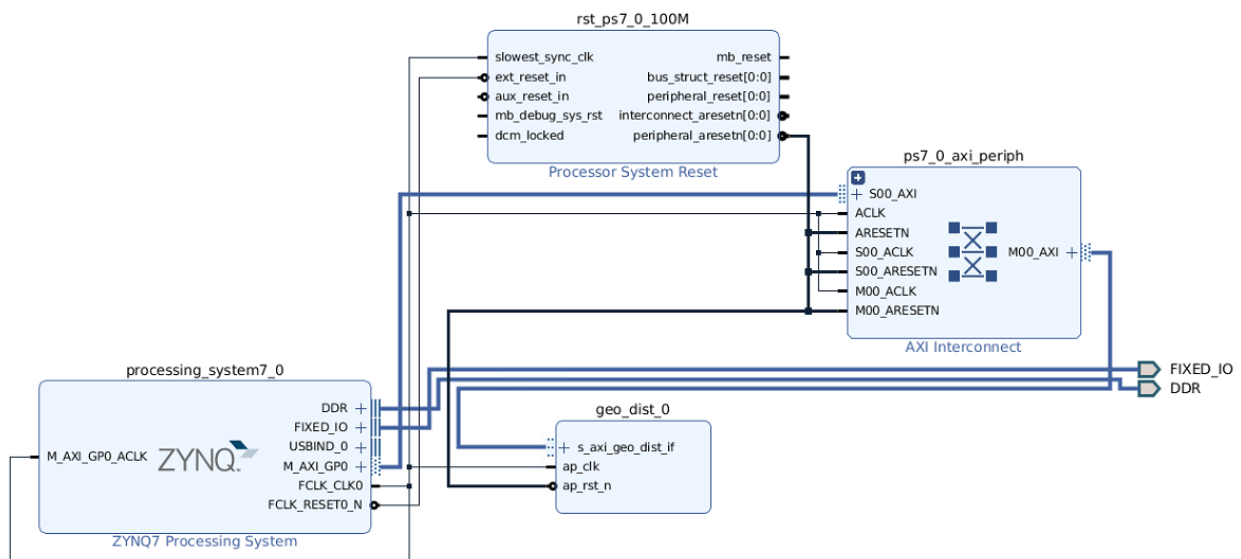 rst_ps7_0_100M
slowest_sync_clk mb_reset
ext_reset_in bus_struct_reset[0:0]
aux_reset_in peripheral_reset[0:0]
mb_debug_sys_rst interconnect_aresetn[0:0]
dcm_locked peripheral_aresetn[0:0]
Processor System Reset
ps7_0_axi_periph
S00_AXI
ACLK
ARESETN
S00_ACLK M00_AXI
S00_ARESETN
M00_ACLK
M00_ARESETN
AXI Interconnect
processing_system7_0
DDR
FIXED_IO
USBIND_0
M_AXI_GP0_ACLK ZYNQ M_AXI_GP0
FCLK_CLK0
FCLK_RESET0_N
ZYNQ7 Processing System
geo_dist_0
s_axi_geo_dist_if
ap_clk
ap_rst_n
FIXED_IO
DDR